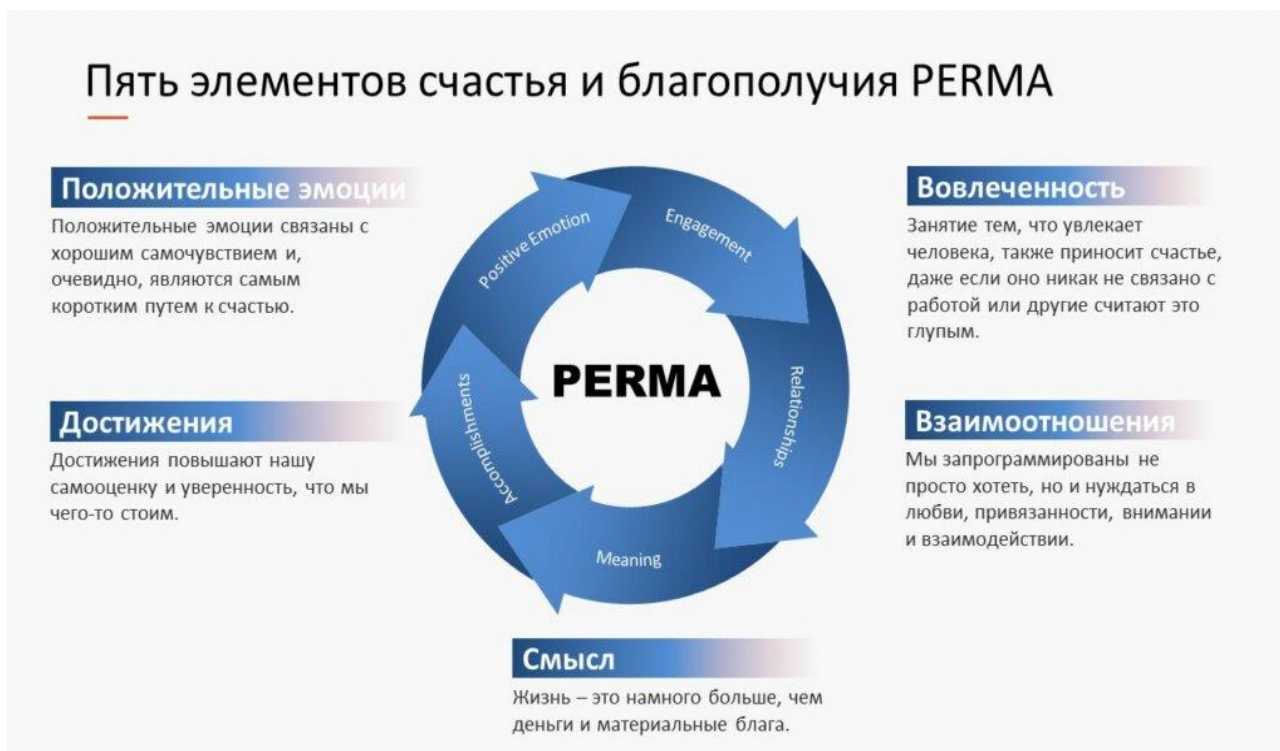 Пять элементов счастья и благополучия PERMA
Положительные эмоции
Положительные эмоции связаны с
хорошим самочувствием и,
очевидно, являются самым
коротким путем к счастью.
Достижения
Достижения повышают нашу
самооценку и уверенность, что мы
чего-то стоим.
Positive Emotion
Engagement
Relationships
Meaning
Accomplishments
PERMA
Вовлеченность
Занятие тем, что увлекает
человека, также приносит счастье,
даже если оно никак не связано с
работой или другие считают это
глупым.
Взаимоотношения
Мы запрограммированы не
просто хотеть, но и нуждаться в
любви, привязанности, внимании
и взаимодействии.
Смысл
Жизнь – это намного больше, чем
деньги и материальные блага.